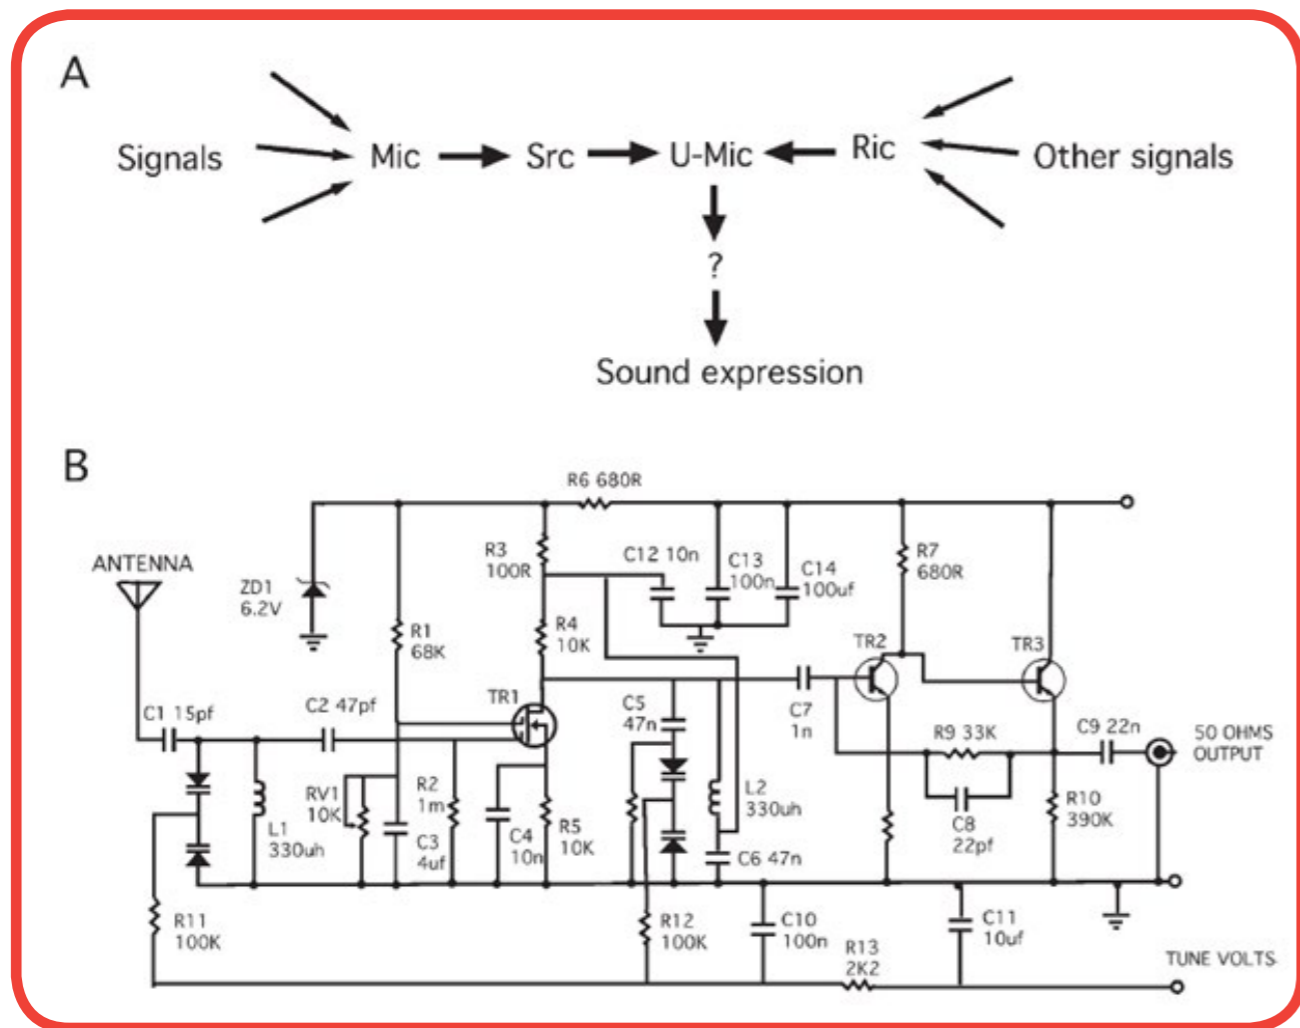 A
Signals
Mic
Src
U-Mic
Ric
Other signals
?
Sound expression
B
R6 680R
ANTENNA
ZD1
6.2V
R3
100R
C12 10n
C13
100n
C14
100uf
R7
680R
R1
68K
R4
10K
TR2
TR3
C1 15pf
C2 47pf
TR1
C5
47n
C7
1n
R9 33K
C9 22n
50 OHMS
OUTPUT
RV1
10K
R2
1m
L1
330uh
C3
4uf
C4
10n
R5
10K
L2
330uh
C6 47n
C8
22pf
R10
390K
R11
100K
R12
100K
C10
100n
R13
2K2
C11
10uf
TUNE VOLTS